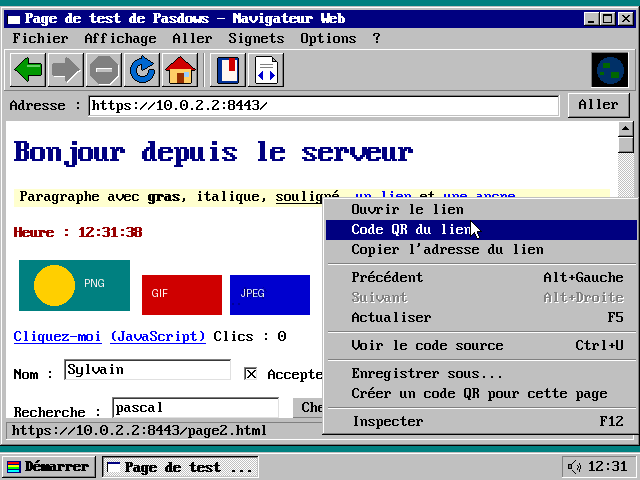 Page de test de Pasdows - Navigateur Web
Fichier Affichage Aller Signets Options ?
Adresse : https://10.0.2.2:8443/ Aller
Bonjour depuis le serveur
Paragraphe avec gras, italique, souligné, un lien et une ancre
Heure : 12:31:38
PNG GIF JPEG
Cliquez-moi (JavaScript) Clics : 0
Nom : Sylvain Accepte
Recherche : pascal Che
Ouvrir le lien
Code QR du lien
Copier l'adresse du lien
Précédent Alt+Gauche
Suivant Alt+Droite
Actualiser F5
Voir le code source Ctrl+U
Enregistrer sous...
Créer un code QR pour cette page
Inspecter F12
https://10.0.2.2:8443/page2.html
Démarrer Page de test ... 12:31